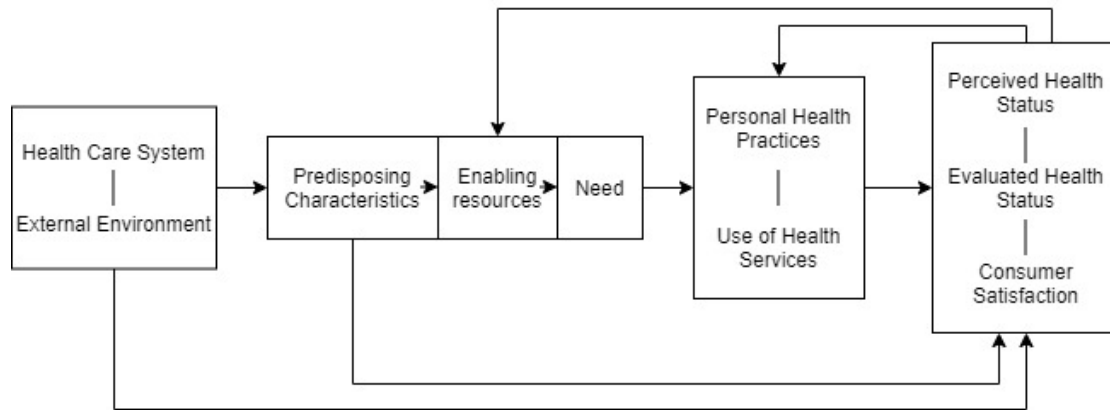 Health Care System
External Environment
Predisposing
Characteristics
Enabling
resources
Need
Personal Health
Practices
Use of Health
Services
Perceived Health
Status
Evaluated Health
Status
Consumer
Satisfaction